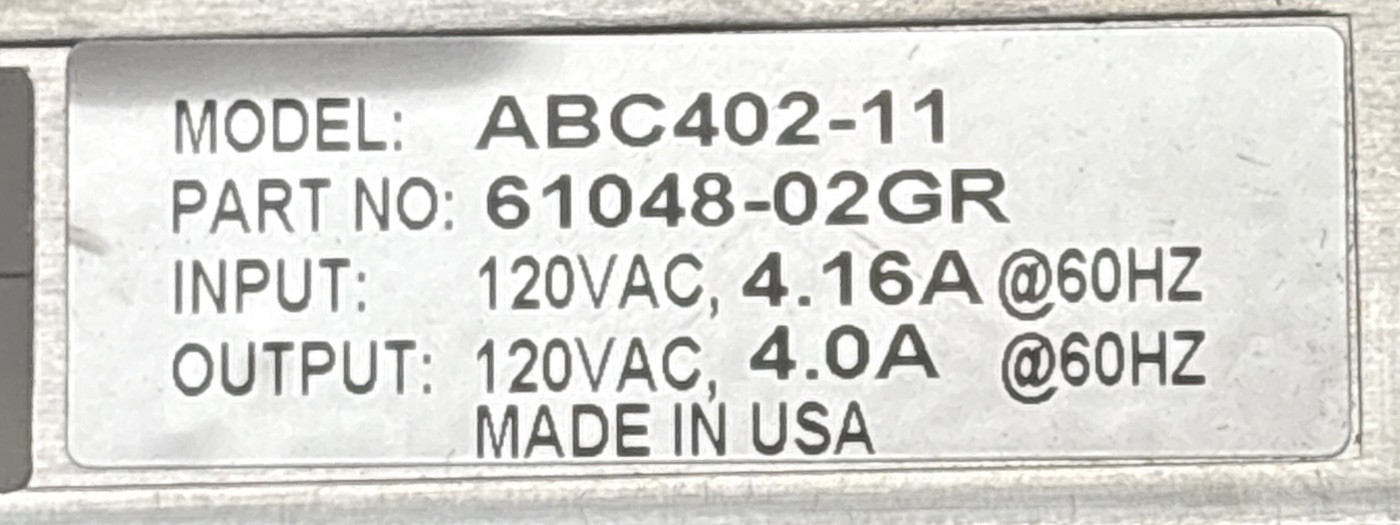 MODEL: ABC402-11
PART NO: 61048-02GR
INPUT: 120VAC, 4.16A @60HZ
OUTPUT: 120VAC, 4.0A @60HZ
MADE IN USA